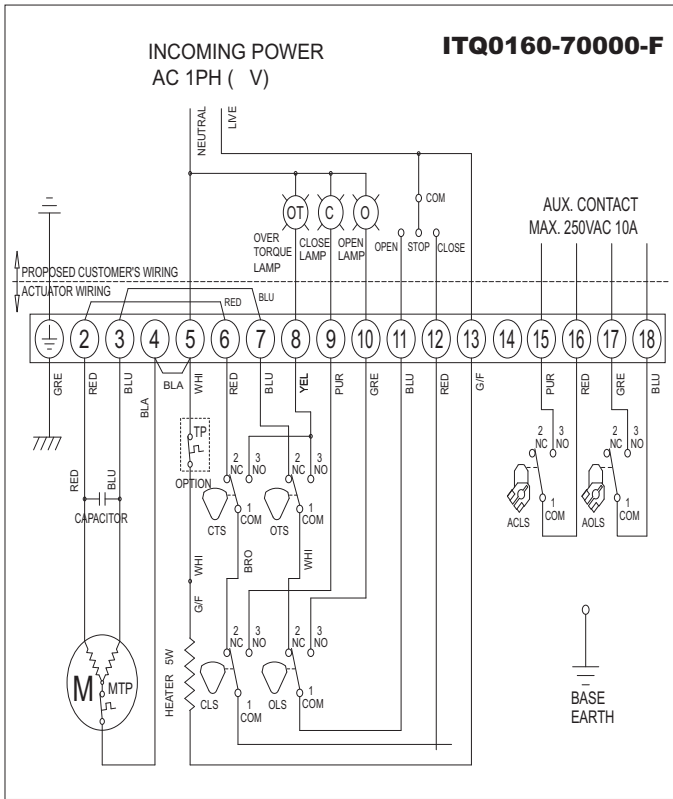 ITQ0160-70000-F
INCOMING POWER
AC 1PH ( V)
NEUTRAL
LIVE
COM
OT
C
O
OVER
TORQUE
LAMP
CLOSE
LAMP
OPEN
LAMP
OPEN
STOP
CLOSE
AUX. CONTACT
MAX. 250VAC 10A
PROPOSED CUSTOMER'S WIRING
ACTUATOR WIRING
RED
BLU
2
3
4
5
6
7
8
9
10
11
12
13
14
15
16
17
18
GRE
RED
BLU
BLA
BLA
WHI
RED
BLU
YEL
PUR
GRE
BLU
RED
G/F
PUR
RED
GRE
BLU
TP
OPTION
RED
BLU
CAPACITOR
2
NC
3
NO
1
COM
CTS
2
NC
3
NO
1
COM
OTS
2
NC
3
NO
1
COM
ACLS
2
NC
3
NO
1
COM
AOLS
WHI
G/F
BRO
WHI
HEATER 5W
M
MTP
2
NC
3
NO
1
COM
CLS
2
NC
3
NO
1
COM
OLS
BASE
EARTH